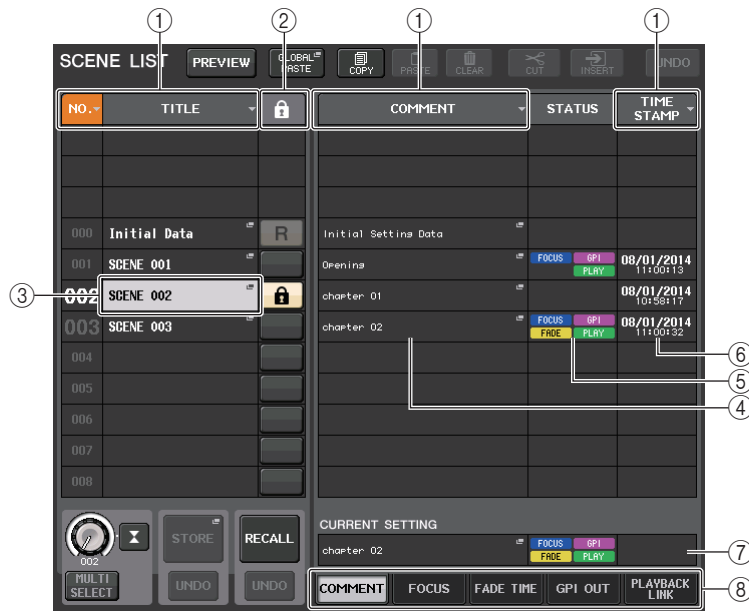 ① ② ① ①
SCENE LIST PREVIEW GLOBAL PASTE COPY PASTE CLEAR CUT INSERT UNDO
NO. TITLE COMMENT STATUS TIME STAMP
000 Initial Data R Initial Setting Data
001 SCENE 001 Opening FOCUS GPI PLAY 08/01/2014 11:00:13
③ 002 SCENE 002 chapter 01 08/01/2014 10:58:17
003 SCENE 003 chapter 02 FOCUS GPI FADE PLAY 08/01/2014 11:00:32
004 ⑥
005 ⑤
④
006
007
008
CURRENT SETTING
STORE RECALL chapter 02 FOCUS GPI FADE PLAY ⑦
002
MULTI SELECT UNDO UNDO COMMENT FOCUS FADE TIME GPI OUT PLAYBACK LINK ⑧